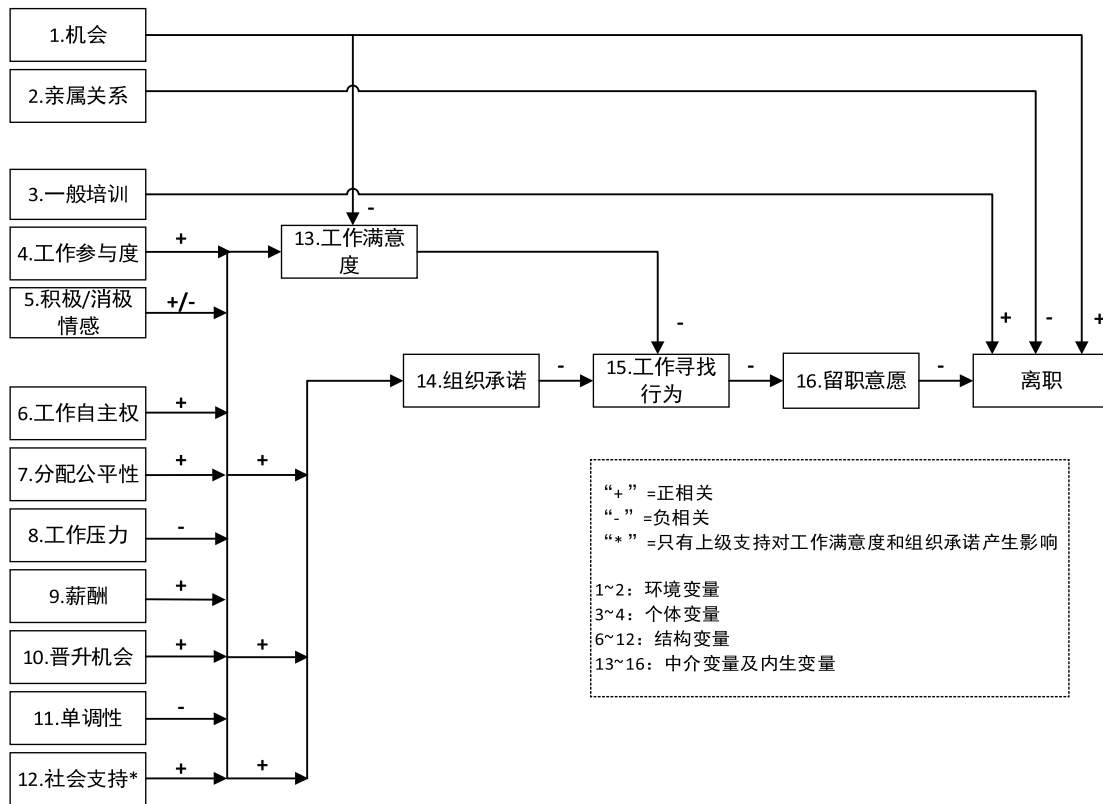 1.机会
2.亲属关系
3.一般培训
-
4.工作参与度
+
13.工作满意
度
5.积极/消极
情感
+/-
-
+
-
+
14.组织承诺
-
15.工作寻找
行为
-
16.留职意愿
-
离职
6.工作自主权
+
7.分配公平性
+
+
8.工作压力
-
9.薪酬
+
10.晋升机会
+
+
11.单调性
-
12.社会支持*
+
+
“+”=正相关
“-”=负相关
“*”=只有上级支持对工作满意度和组织承诺产生影响
1~2：环境变量
3~4：个体变量
6~12：结构变量
13~16：中介变量及内生变量